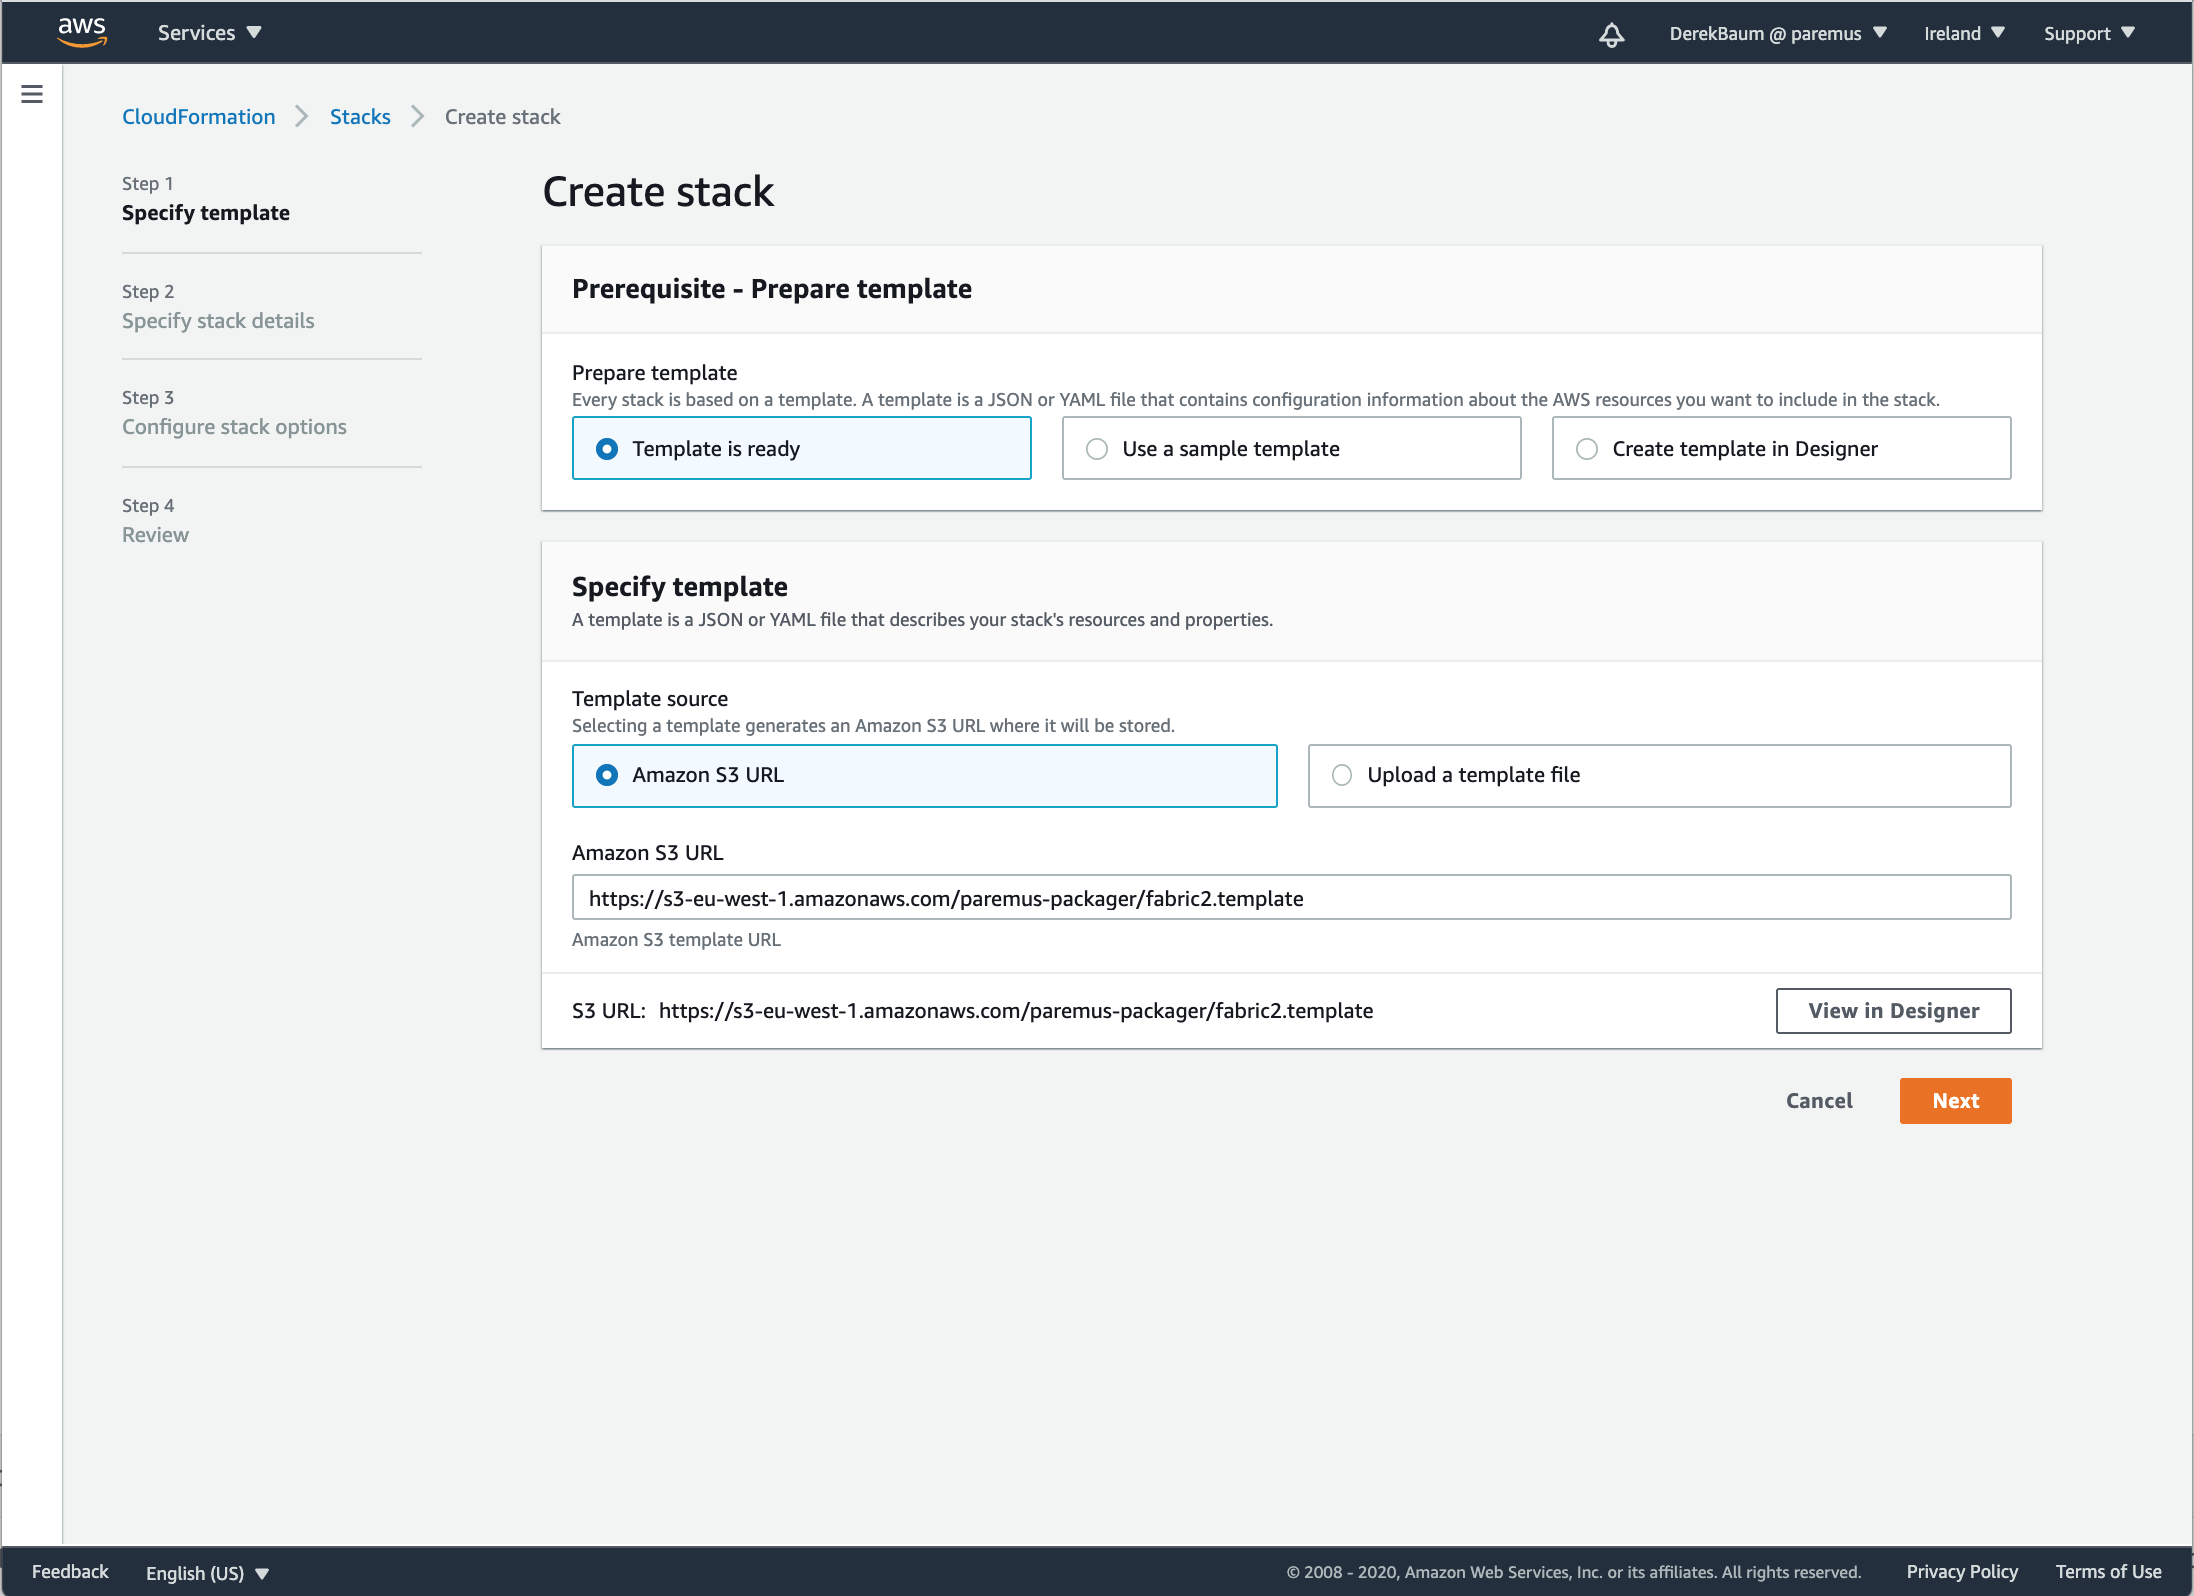 aws Services DerekBaum @ paremus Ireland Support
CloudFormation Stacks Create stack
Step 1
Specify template
Step 2
Specify stack details
Step 3
Configure stack options
Step 4
Review
Create stack
Prerequisite - Prepare template
Prepare template
Every stack is based on a template. A template is a JSON or YAML file that contains configuration information about the AWS resources you want to include in the stack.
Template is ready Use a sample template Create template in Designer
Specify template
A template is a JSON or YAML file that describes your stack's resources and properties.
Template source
Selecting a template generates an Amazon S3 URL where it will be stored.
Amazon S3 URL Upload a template file
Amazon S3 URL
https://s3-eu-west-1.amazonaws.com/paremus-packager/fabric2.template
Amazon S3 template URL
S3 URL: https://s3-eu-west-1.amazonaws.com/paremus-packager/fabric2.template View in Designer
Cancel Next
Feedback English (US) © 2008 - 2020, Amazon Web Services, Inc. or its affiliates. All rights reserved. Privacy Policy Terms of Use